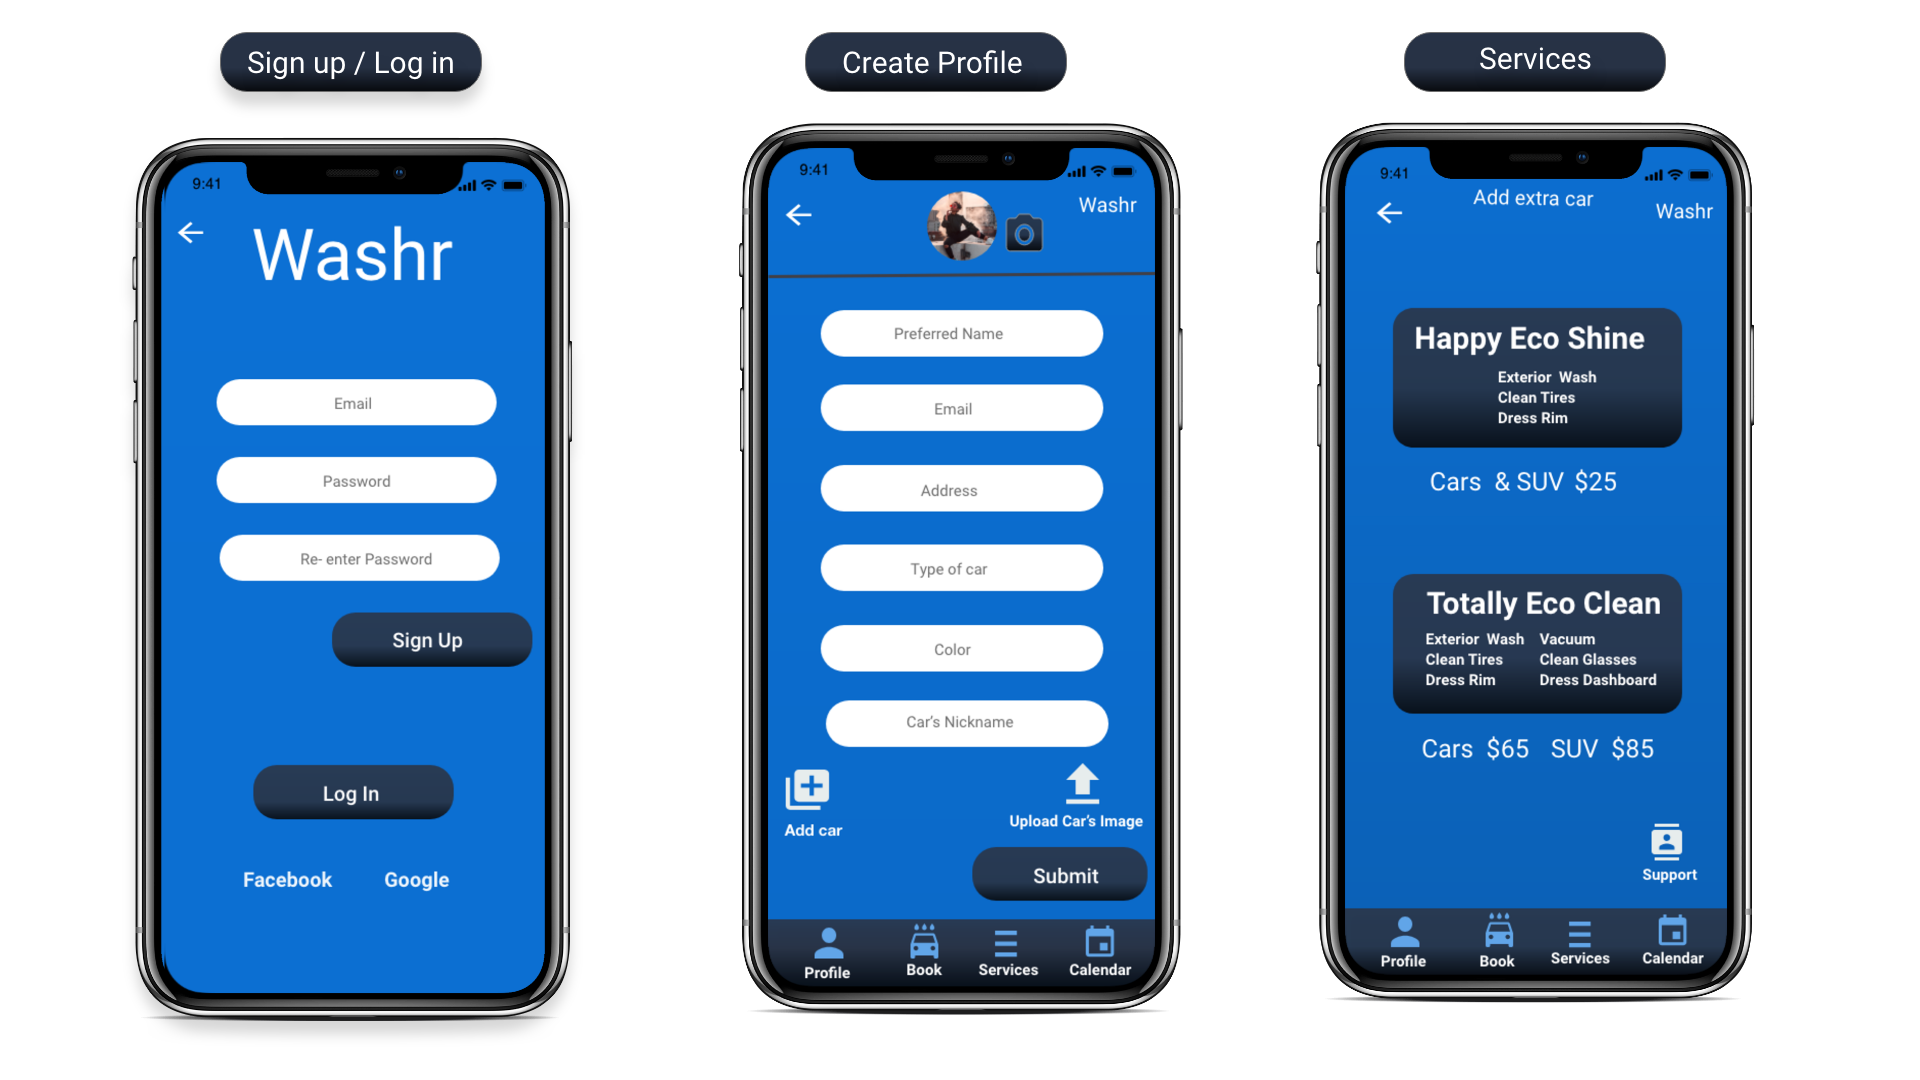 Sign up / Log in
9:41
Washr
Email
Password
Re- enter Password
Sign Up
Log In
Facebook Google
Create Profile
9:41
Washr
Preferred Name
Email
Address
Type of car
Color
Car's Nickname
Add car
Upload Car's Image
Submit
Profile Book Services Calendar
Services
9:41
Add extra car
Washr
Happy Eco Shine
Exterior Wash
Clean Tires
Dress Rim
Cars & SUV $25
Totally Eco Clean
Exterior Wash Vacuum
Clean Tires Clean Glasses
Dress Rim Dress Dashboard
Cars $65 SUV $85
Support
Profile Book Services Calendar